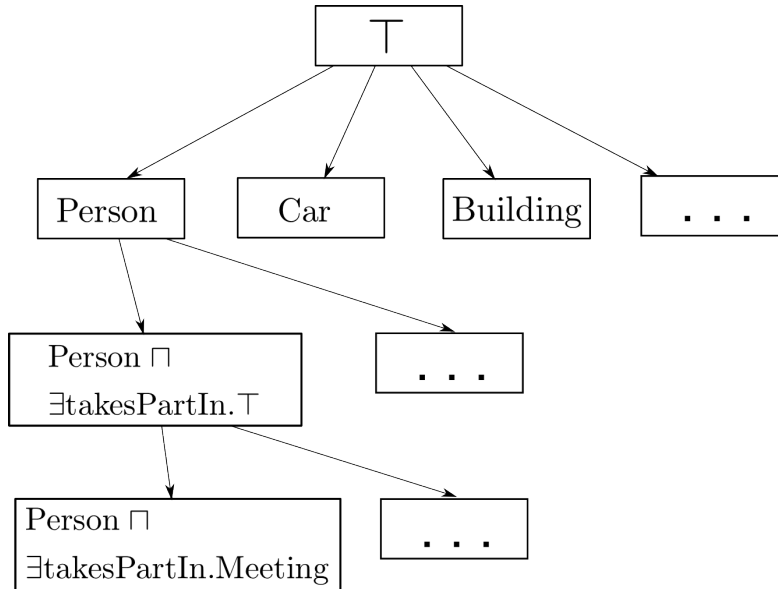 ⊤
Person
Car
Building
. . .
Person ⊓
∃takesPartIn.⊤
. . .
Person ⊓
∃takesPartIn.Meeting
. . .